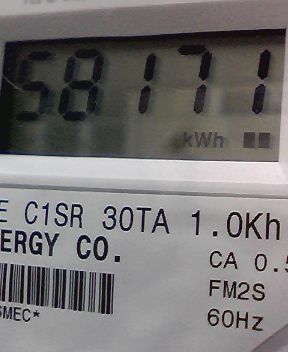 58171
kWh
E C1SR 30TA 1.0Kh
ERGY CO.
CA 0.5
FM2S
SMEC*
60Hz